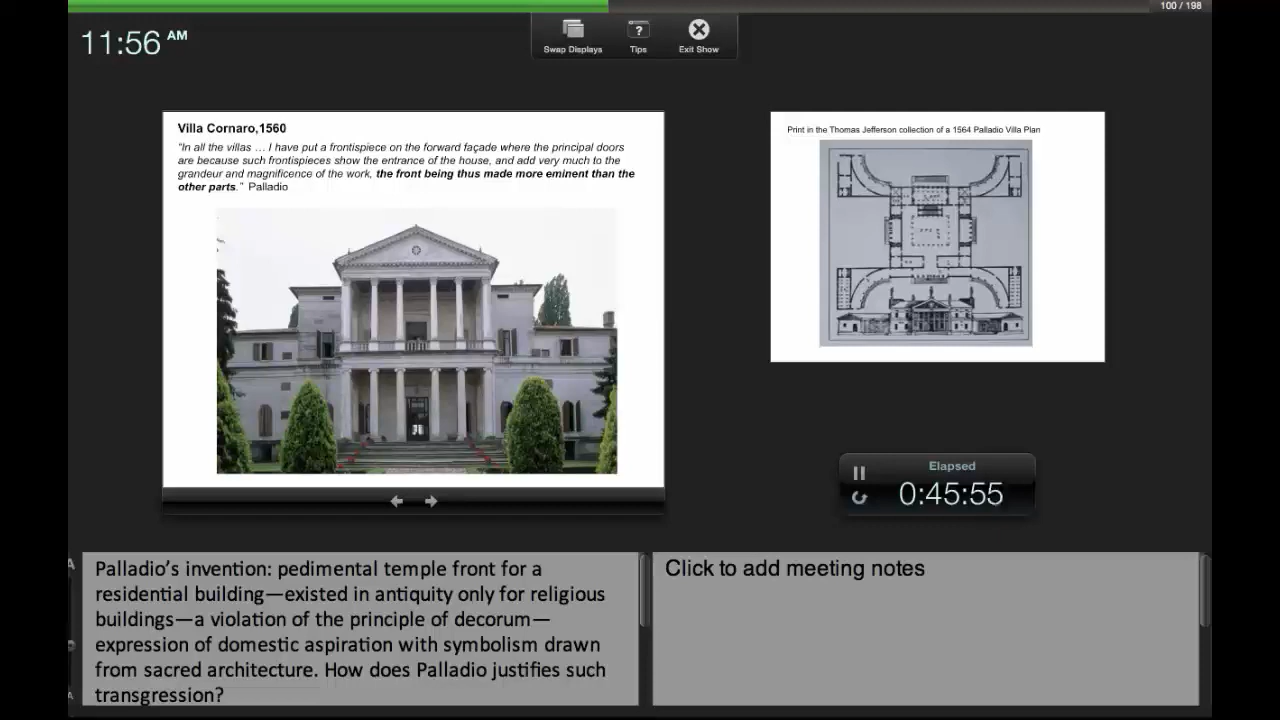 100 / 198
11:56 AM
Swap Displays
Tips
Exit Show
Villa Cornaro,1560
"In all the villas … I have put a frontispiece on the forward façade where the principal doors
are because such frontispieces show the entrance of the house, and add very much to the
grandeur and magnificence of the work, the front being thus made more eminent than the
other parts." Palladio
Print in the Thomas Jefferson collection of a 1564 Palladio Villa Plan
Elapsed
0:45:55
Palladio's invention: pedimental temple front for a
residential building—existed in antiquity only for religious
buildings—a violation of the principle of decorum—
expression of domestic aspiration with symbolism drawn
from sacred architecture. How does Palladio justifies such
transgression?
Click to add meeting notes